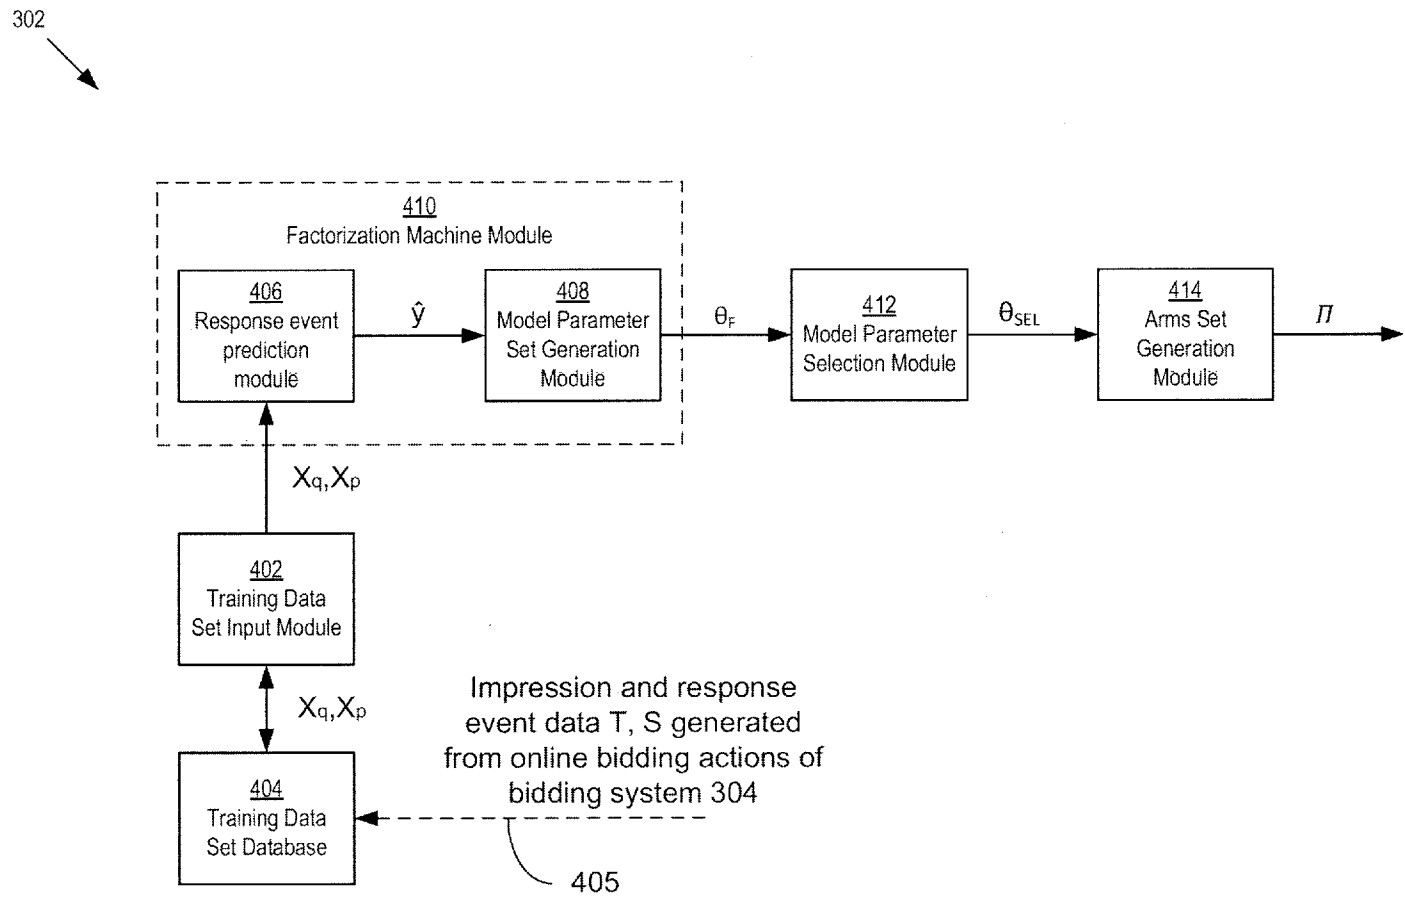 302
410
Factorization Machine Module
406
Response event
prediction
module
ŷ
408
Model Parameter
Set Generation
Module
θF
412
Model Parameter
Selection Module
θSEL
414
Arms Set
Generation
Module
Π
Xq,Xp
402
Training Data
Set Input Module
Xq,Xp
Impression and response
event data T, S generated
from online bidding actions of
bidding system 304
404
Training Data
Set Database
405